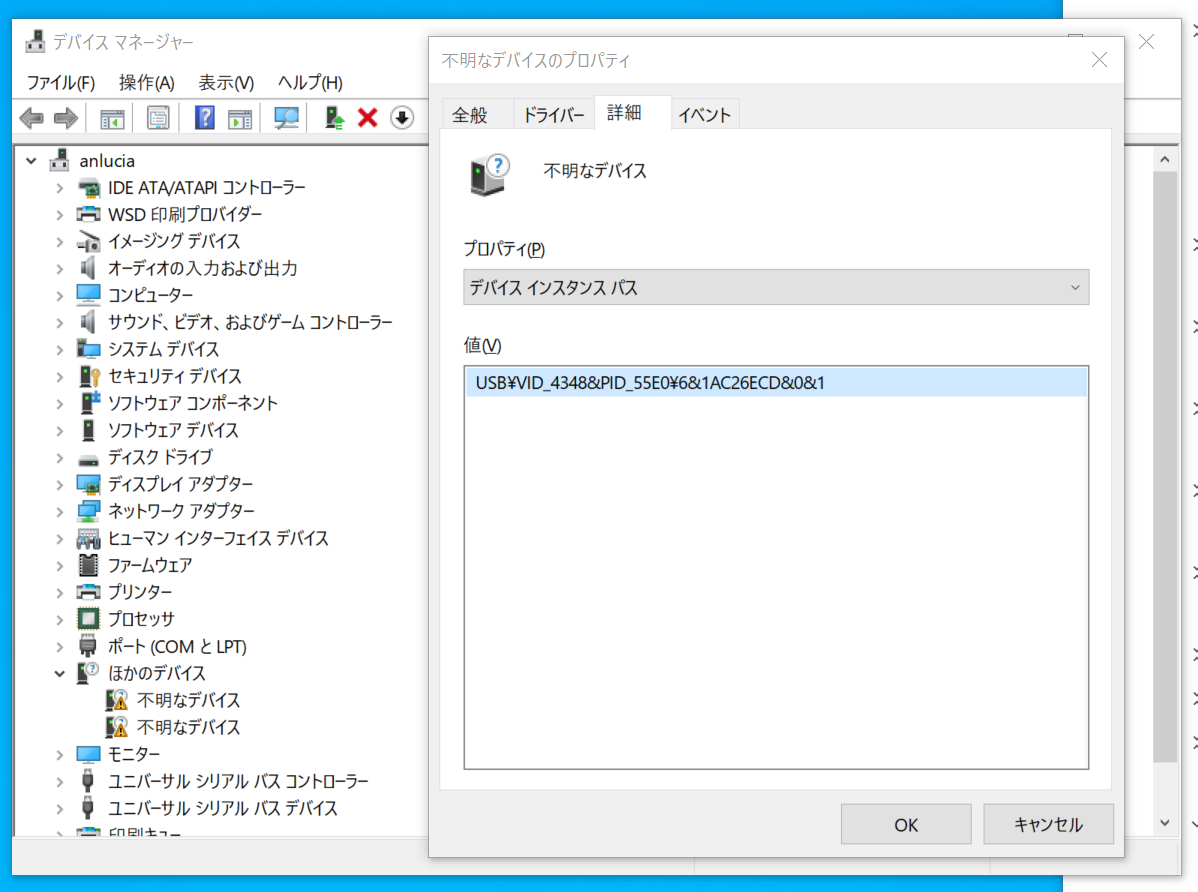 デバイス マネージャー
ファイル(F) 操作(A) 表示(V) ヘルプ(H)
anlucia
IDE ATA/ATAPI コントローラー
WSD 印刷プロバイダー
イメージング デバイス
オーディオの入力および出力
コンピューター
サウンド、ビデオ、およびゲーム コントローラー
システム デバイス
セキュリティ デバイス
ソフトウェア コンポーネント
ソフトウェア デバイス
ディスク ドライブ
ディスプレイ アダプター
ネットワーク アダプター
ヒューマン インターフェイス デバイス
ファームウェア
プリンター
プロセッサ
ポート (COM と LPT)
ほかのデバイス
不明なデバイス
不明なデバイス
モニター
ユニバーサル シリアル バス コントローラー
ユニバーサル シリアル バス デバイス
印刷キュー
不明なデバイスのプロパティ
全般 ドライバー 詳細 イベント
不明なデバイス
プロパティ(P)
デバイス インスタンス パス
値(V)
USB¥VID_4348&PID_55E0¥6&1AC26ECD&0&1
OK キャンセル